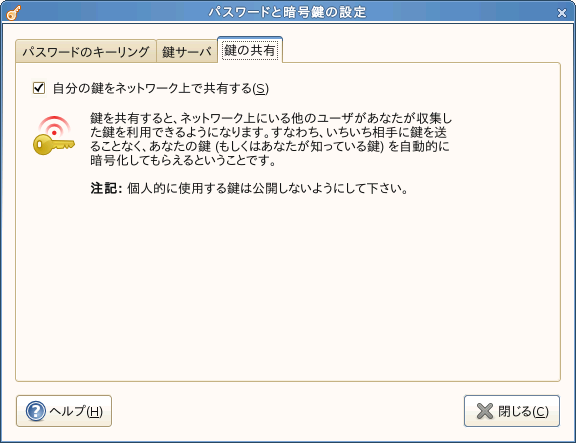 パスワードと暗号鍵の設定
パスワードのキーリング 鍵サーバ 鍵の共有
自分の鍵をネットワーク上で共有する(S)
鍵を共有すると、ネットワーク上にいる他のユーザがあなたが収集し
た鍵を利用できるようになります。すなわち、いちいち相手に鍵を送
ることなく、あなたの鍵 (もしくはあなたが知っている鍵) を自動的に
暗号化してもらえるということです。
注記: 個人的に使用する鍵は公開しないようにして下さい。
ヘルプ(H) 閉じる(C)